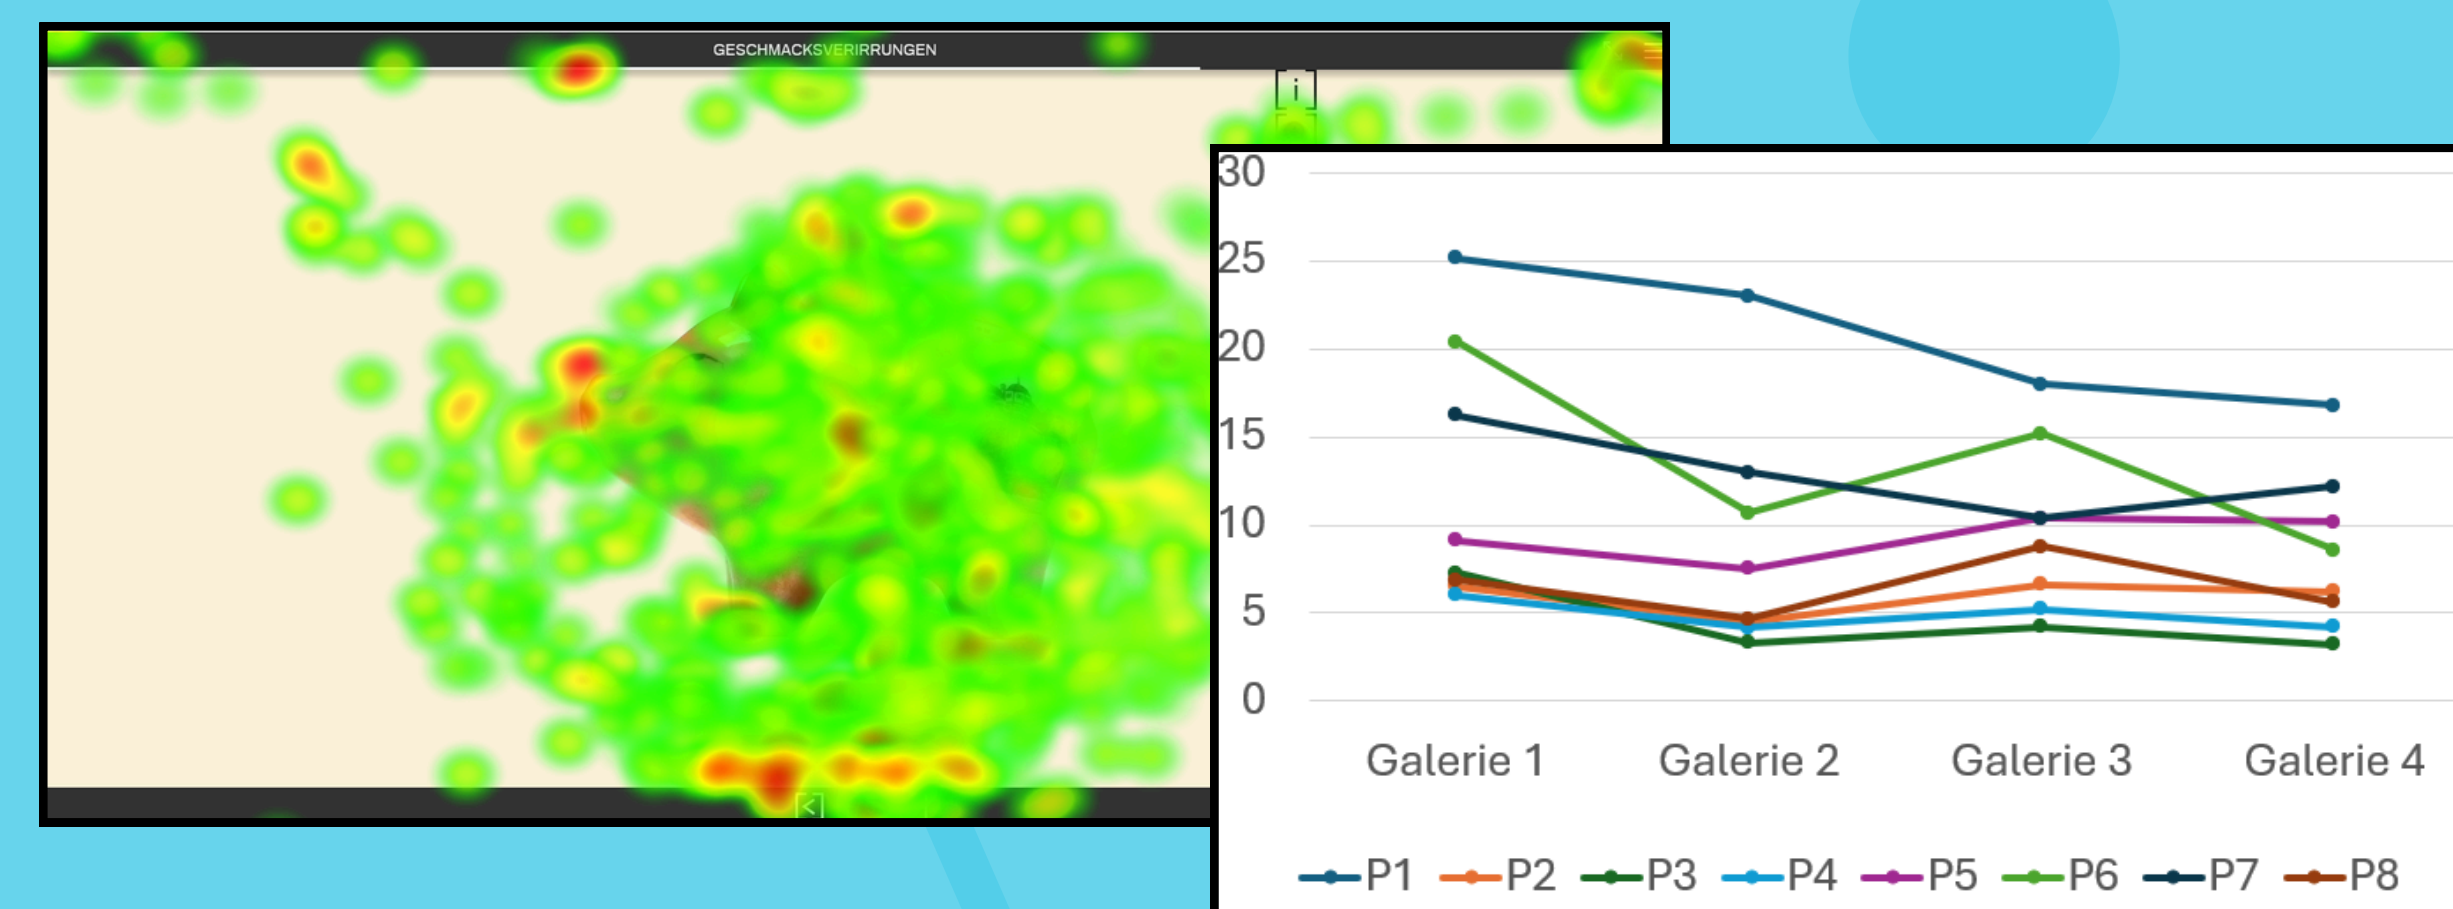 GESCHMACKSVERIRRUNGEN
[i]
[<]
30
25
20
15
10
5
0
Galerie 1 Galerie 2 Galerie 3 Galerie 4
P1 P2 P3 P4 P5 P6 P7 P8